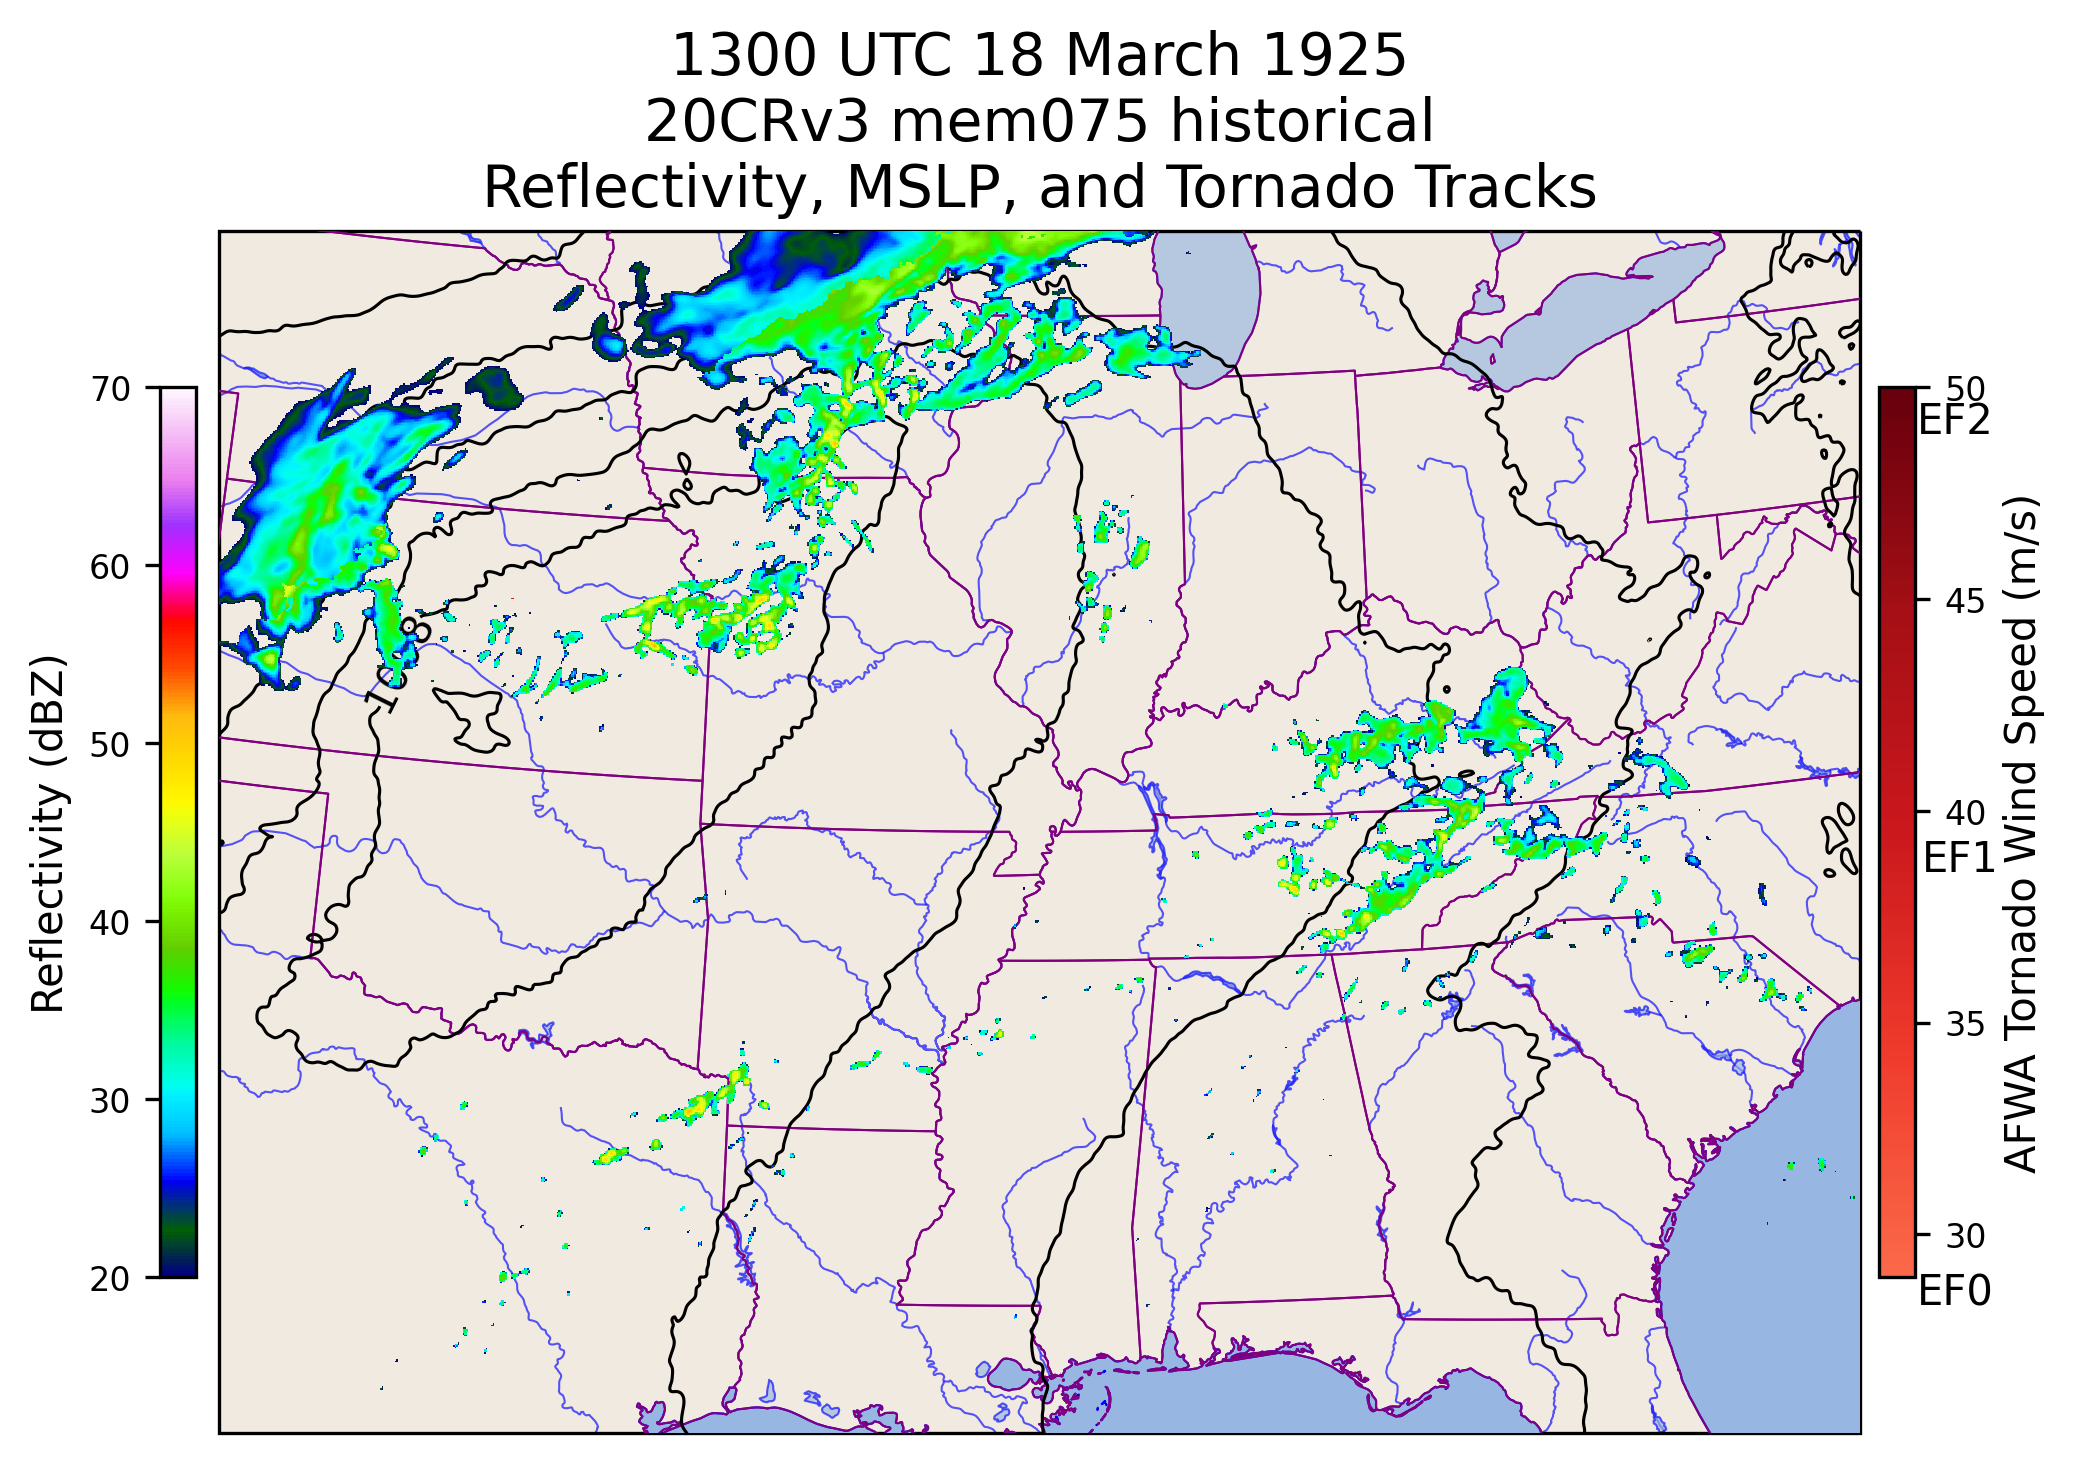 1300 UTC 18 March 1925
20CRv3 mem075 historical
Reflectivity, MSLP, and Tornado Tracks
Reflectivity (dBZ)
70
60
50
40
30
20
50
EF2
45
40
EF1
35
30
EF0
AFWA Tornado Wind Speed (m/s)